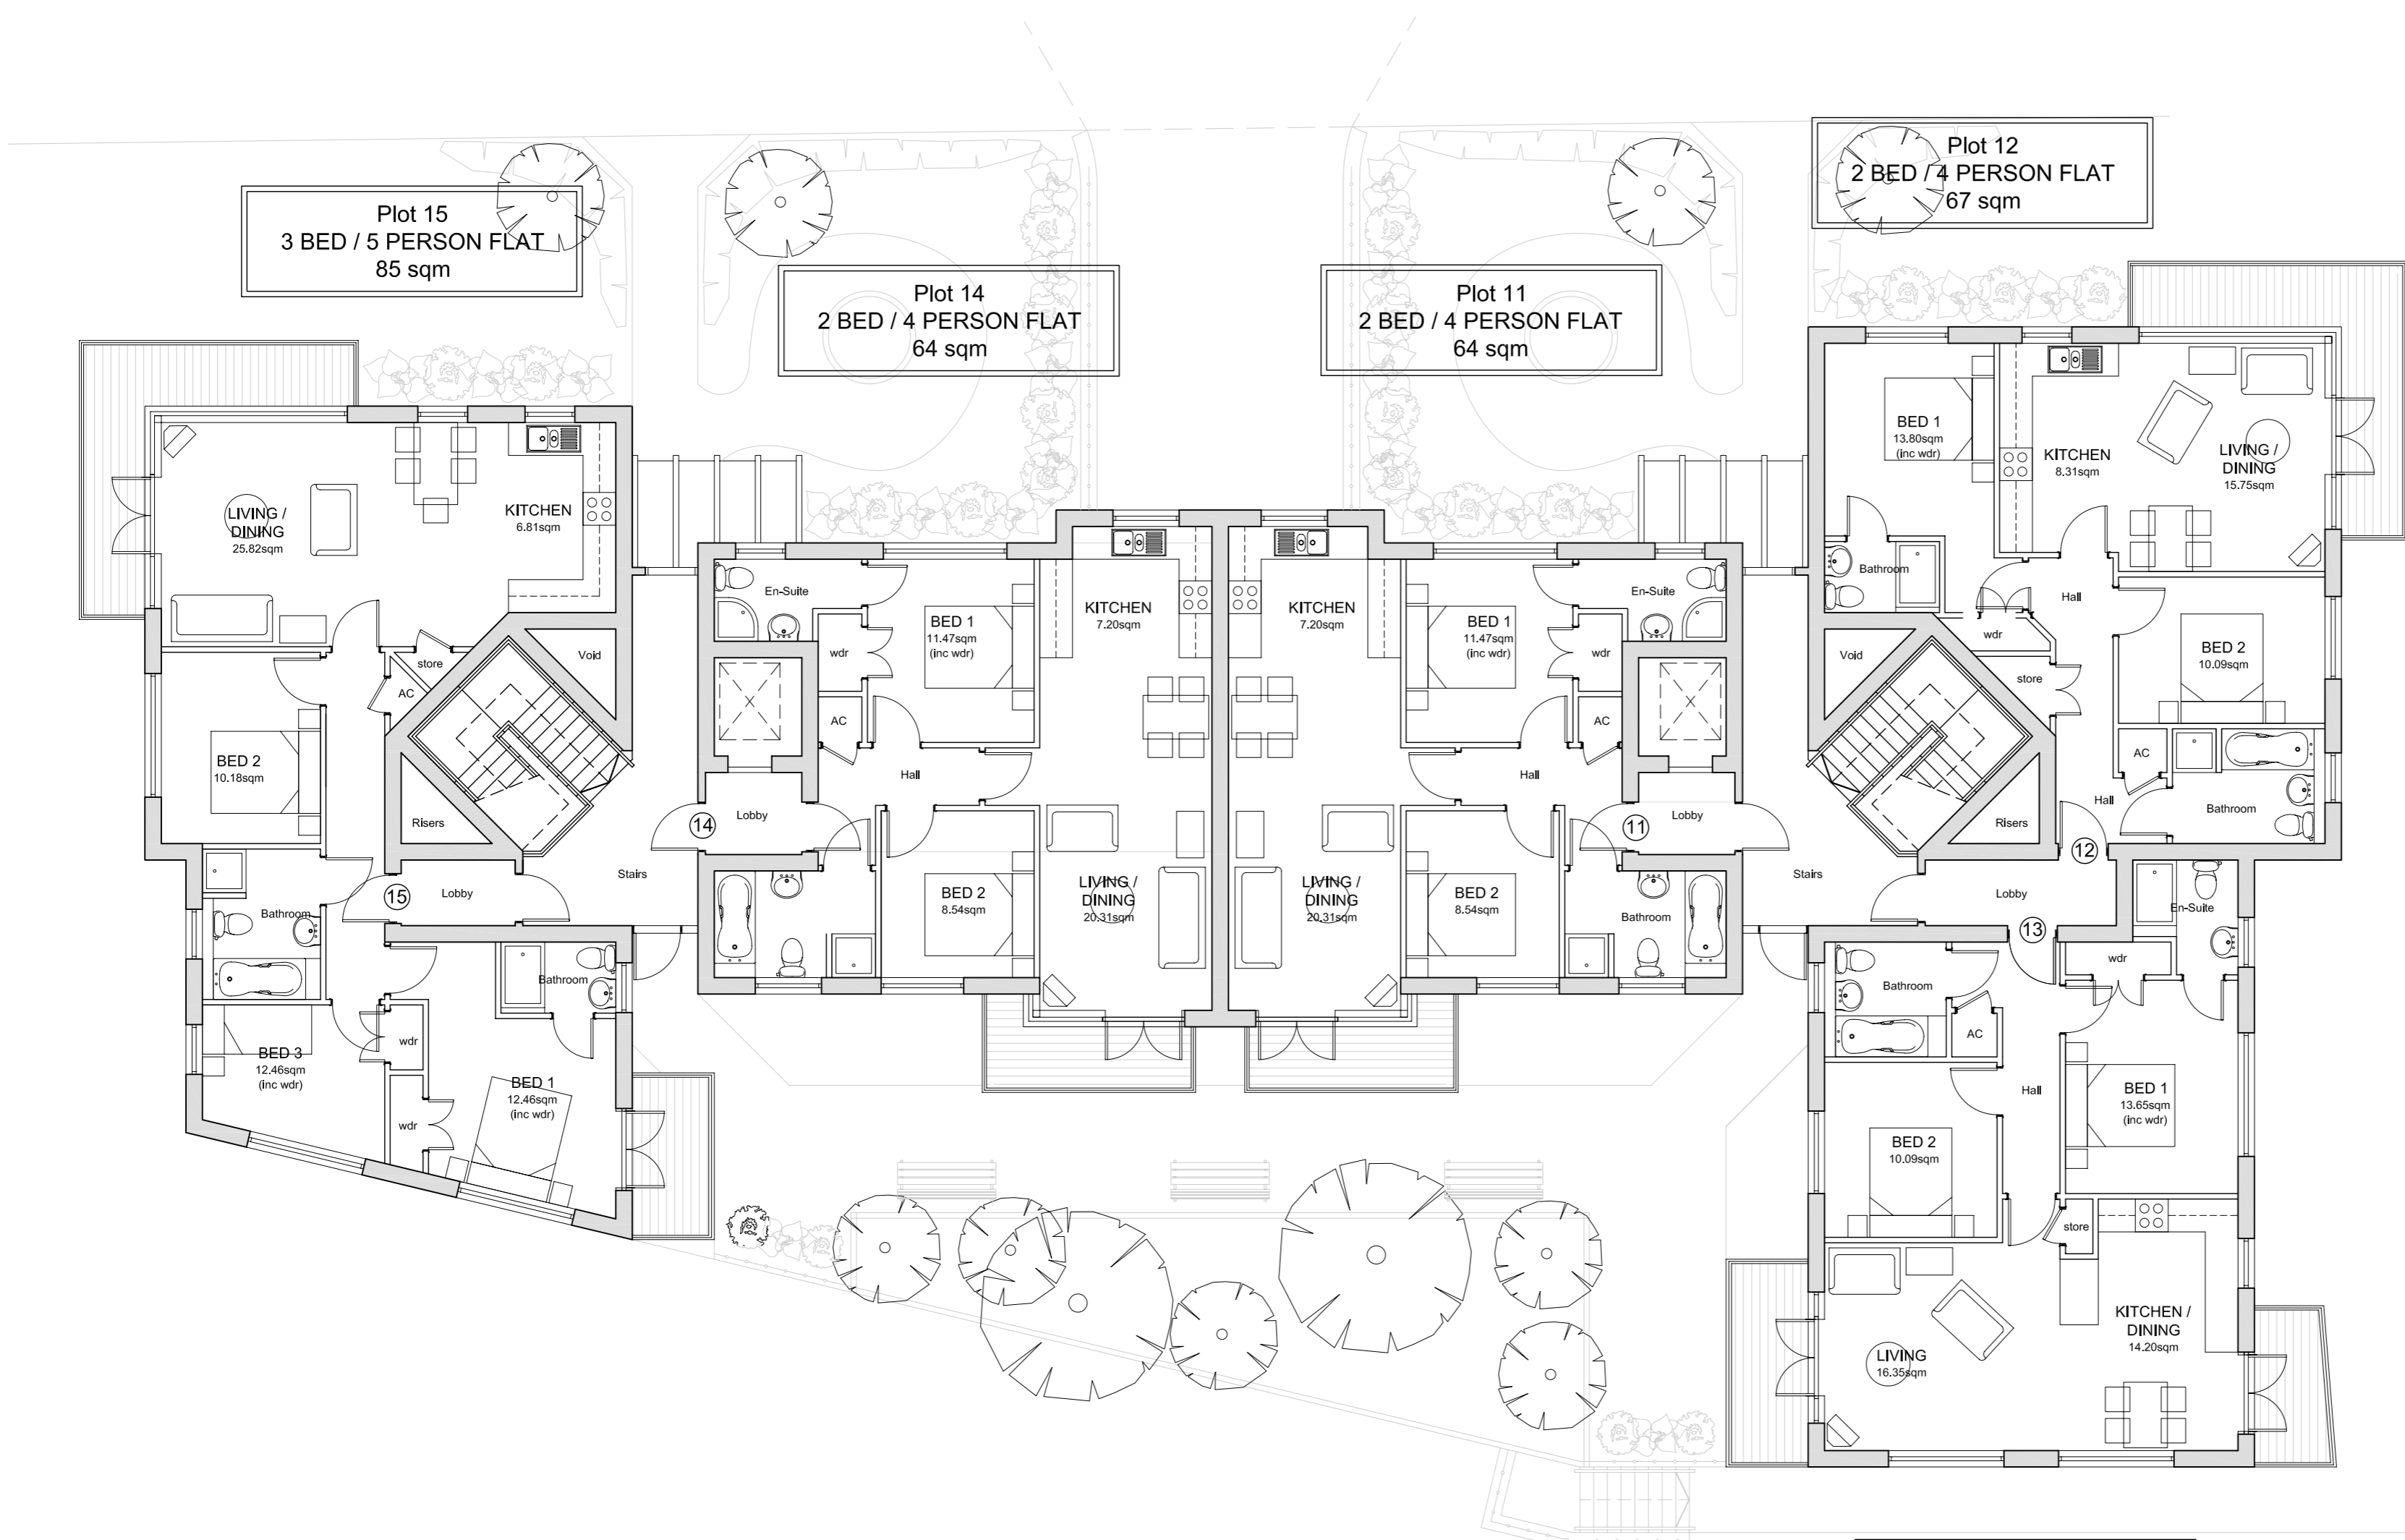 Plot 15
3 BED / 5 PERSON FLAT
85 sqm
Plot 14
2 BED / 4 PERSON FLAT
64 sqm
Plot 11
2 BED / 4 PERSON FLAT
64 sqm
Plot 12
2 BED / 4 PERSON FLAT
67 sqm
LIVING /
DINING
25.82sqm
KITCHEN
6.81sqm
store
AC
Void
BED 2
10.18sqm
Risers
Stairs
15
Lobby
Bathroom
Bathroom
BED 3
12.46sqm
(inc wdr)
wdr
wdr
BED 1
12.46sqm
(inc wdr)
En-Suite
wdr
BED 1
11.47sqm
(inc wdr)
KITCHEN
7.20sqm
AC
Hall
14
Lobby
BED 2
8.54sqm
LIVING /
DINING
20.31sqm
KITCHEN
7.20sqm
BED 1
11.47sqm
(inc wdr)
En-Suite
wdr
AC
Hall
11
Lobby
LIVING /
DINING
20.31sqm
BED 2
8.54sqm
Bathroom
BED 1
13.80sqm
(inc wdr)
KITCHEN
8.31sqm
LIVING /
DINING
15.75sqm
Bathroom
Hall
wdr
Void
store
BED 2
10.09sqm
AC
Hall
Bathroom
Risers
12
Stairs
Lobby
13
En-Suite
wdr
Bathroom
AC
Hall
BED 1
13.65sqm
(inc wdr)
BED 2
10.09sqm
store
KITCHEN /
DINING
14.20sqm
LIVING
16.35sqm